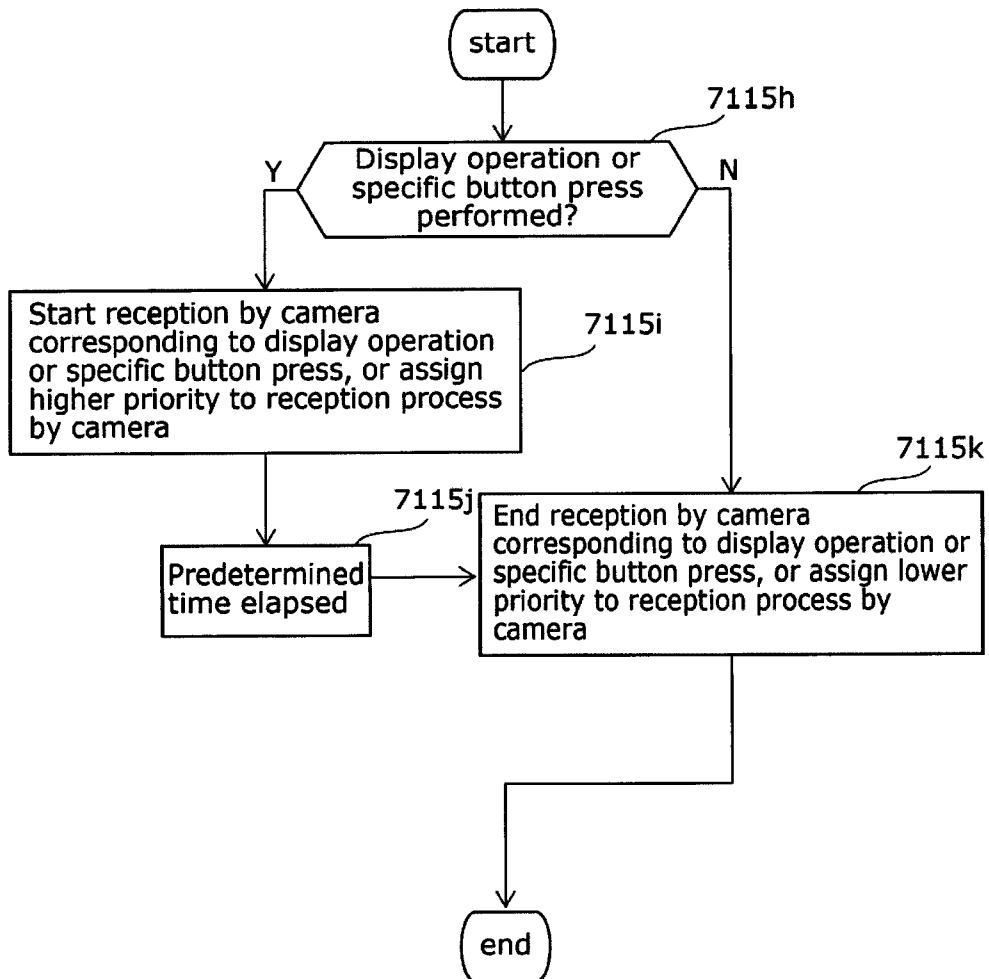 start
7115h
Display operation or
specific button press
performed?
Y
N
Start reception by camera
corresponding to display operation
or specific button press, or assign
higher priority to reception process
by camera
7115i
7115j
Predetermined
time elapsed
7115k
End reception by camera
corresponding to display operation or
specific button press, or assign lower
priority to reception process by
camera
end